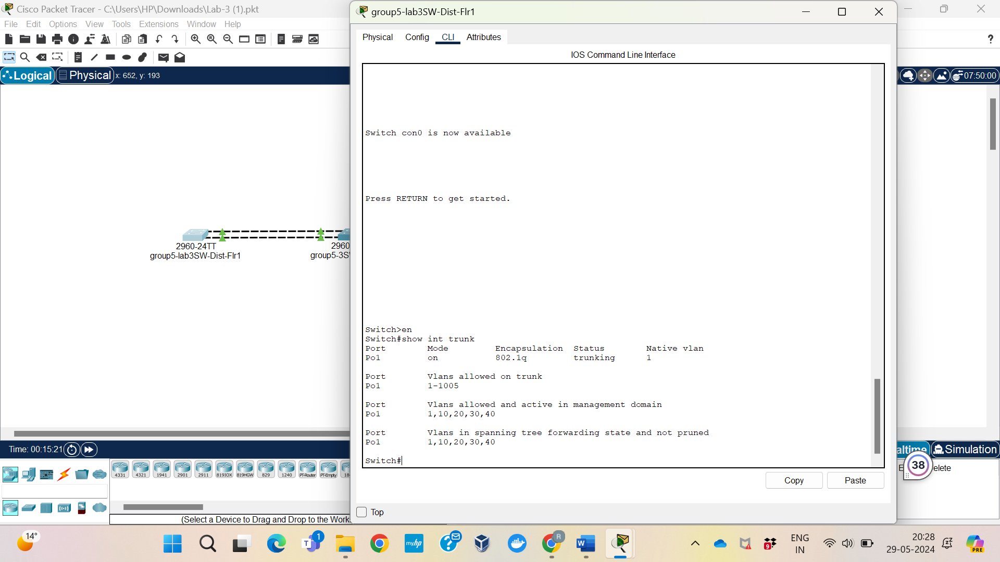 Cisco Packet Tracer - C:\Users\HP\Downloads\Lab-3 (1).pkt
File Edit Options View Tools Extensions Window Help
?
Logical Physical x: 652, y: 193
07:50:00
2960-24TT
group5-lab3SW-Dist-Flr1
2960
group5-3S
group5-lab3SW-Dist-Flr1
Physical Config CLI Attributes
IOS Command Line Interface
Switch con0 is now available
Press RETURN to get started.
Switch>en
Switch#show int trunk
Port Mode Encapsulation Status Native vlan
Po1 on 802.1q trunking 1
Port Vlans allowed on trunk
Po1 1-1005
Port Vlans allowed and active in management domain
Po1 1,10,20,30,40
Port Vlans in spanning tree forwarding state and not pruned
Po1 1,10,20,30,40
Switch#
Copy Paste
Top
Time: 00:15:21
altime Simulation
38
elete
4331 4321 1941 2901 2911 819IOX 819HGW 829 1240 PT-Router PT-Empty 18
(Select a Device to Drag and Drop to the Work
14°
1
myhp
R
9
ENG
IN
20:28
29-05-2024
PRE